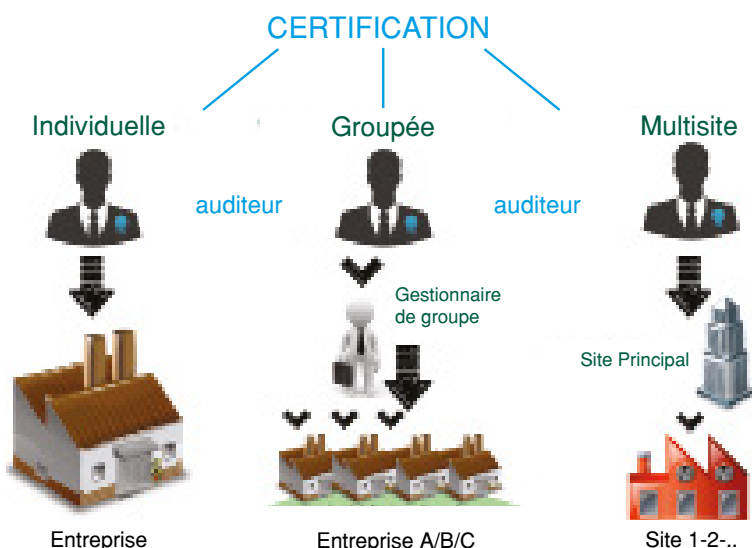 CERTIFICATION
Individuelle
Groupée
Multisite
auditeur
auditeur
Gestionnaire
de groupe
Site Principal
Entreprise
Entreprise A/B/C
Site 1-2-..